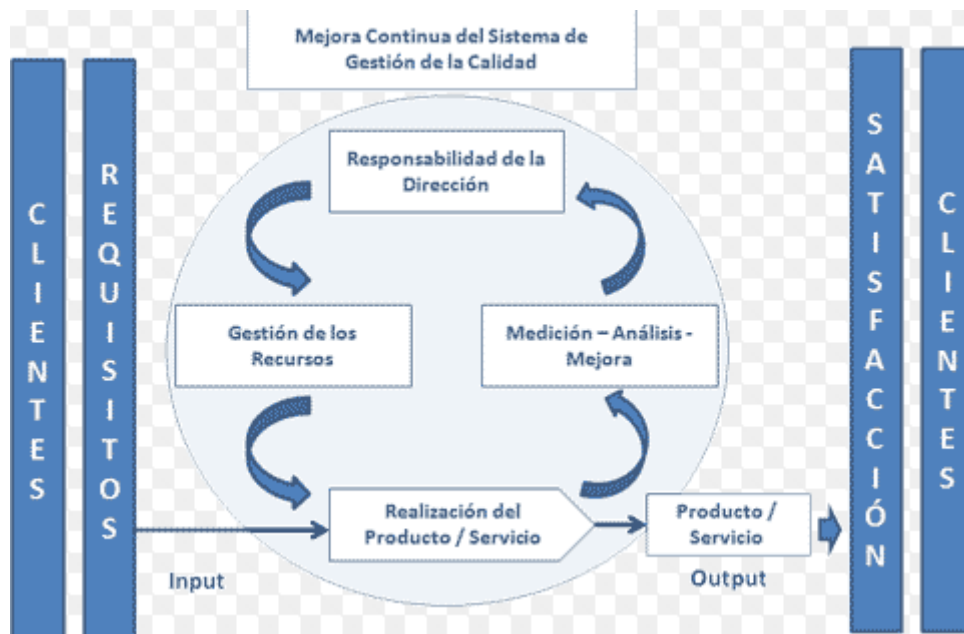 Mejora Continua del Sistema de
Gestión de la Calidad
CLIENTES
REQUISITOS
Responsabilidad de la
Dirección
Gestión de los
Recursos
Medición – Análisis -
Mejora
Realización del
Producto / Servicio
Producto /
Servicio
Input
Output
SATISFACCIÓN
CLIENTES